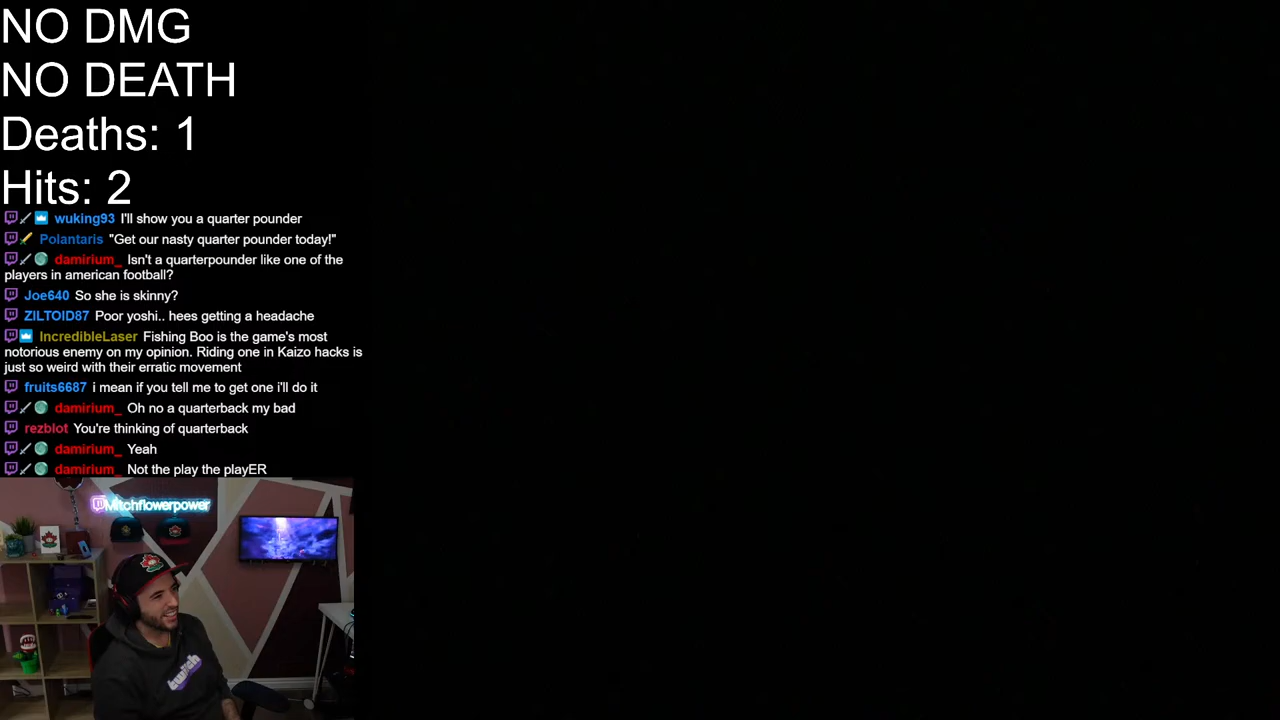 NO DMG
NO DEATH
Deaths: 1
Hits: 2
wuking93 I'll show you a quarter pounder
Polantaris "Get our nasty quarter pounder today!"
damirium_ Isn't a quarterpounder like one of the
players in american football?
Joe640 So she is skinny?
ZILTOID87 Poor yoshi.. hees getting a headache
IncredibleLaser Fishing Boo is the game's most
notorious enemy on my opinion. Riding one in Kaizo hacks is
just so weird with their erratic movement
fruits6687 i mean if you tell me to get one i'll do it
damirium_ Oh no a quarterback my bad
rezblot You're thinking of quarterback
damirium_ Yeah
damirium_ Not the play the playER
Mitchflowerpower
twitch